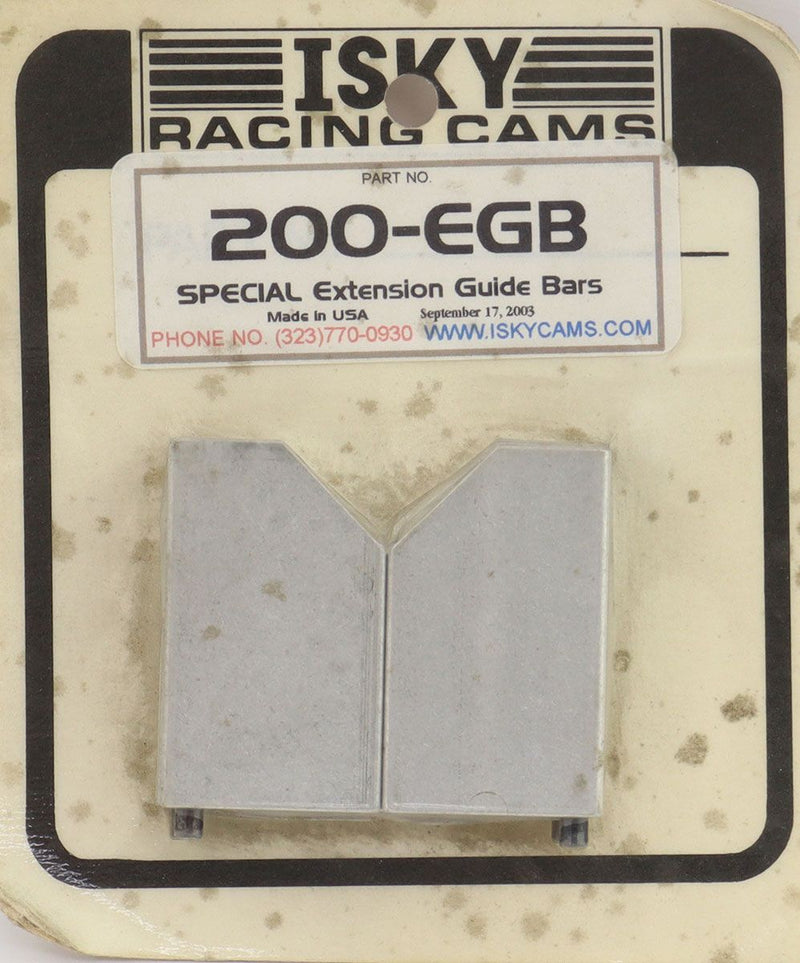 ISKY
RACING CAMS
PART NO.
200-EGB
SPECIAL Extension Guide Bars
Made in USA September 17, 2003
PHONE NO. (323)770-0930 WWW.ISKYCAMS.COM